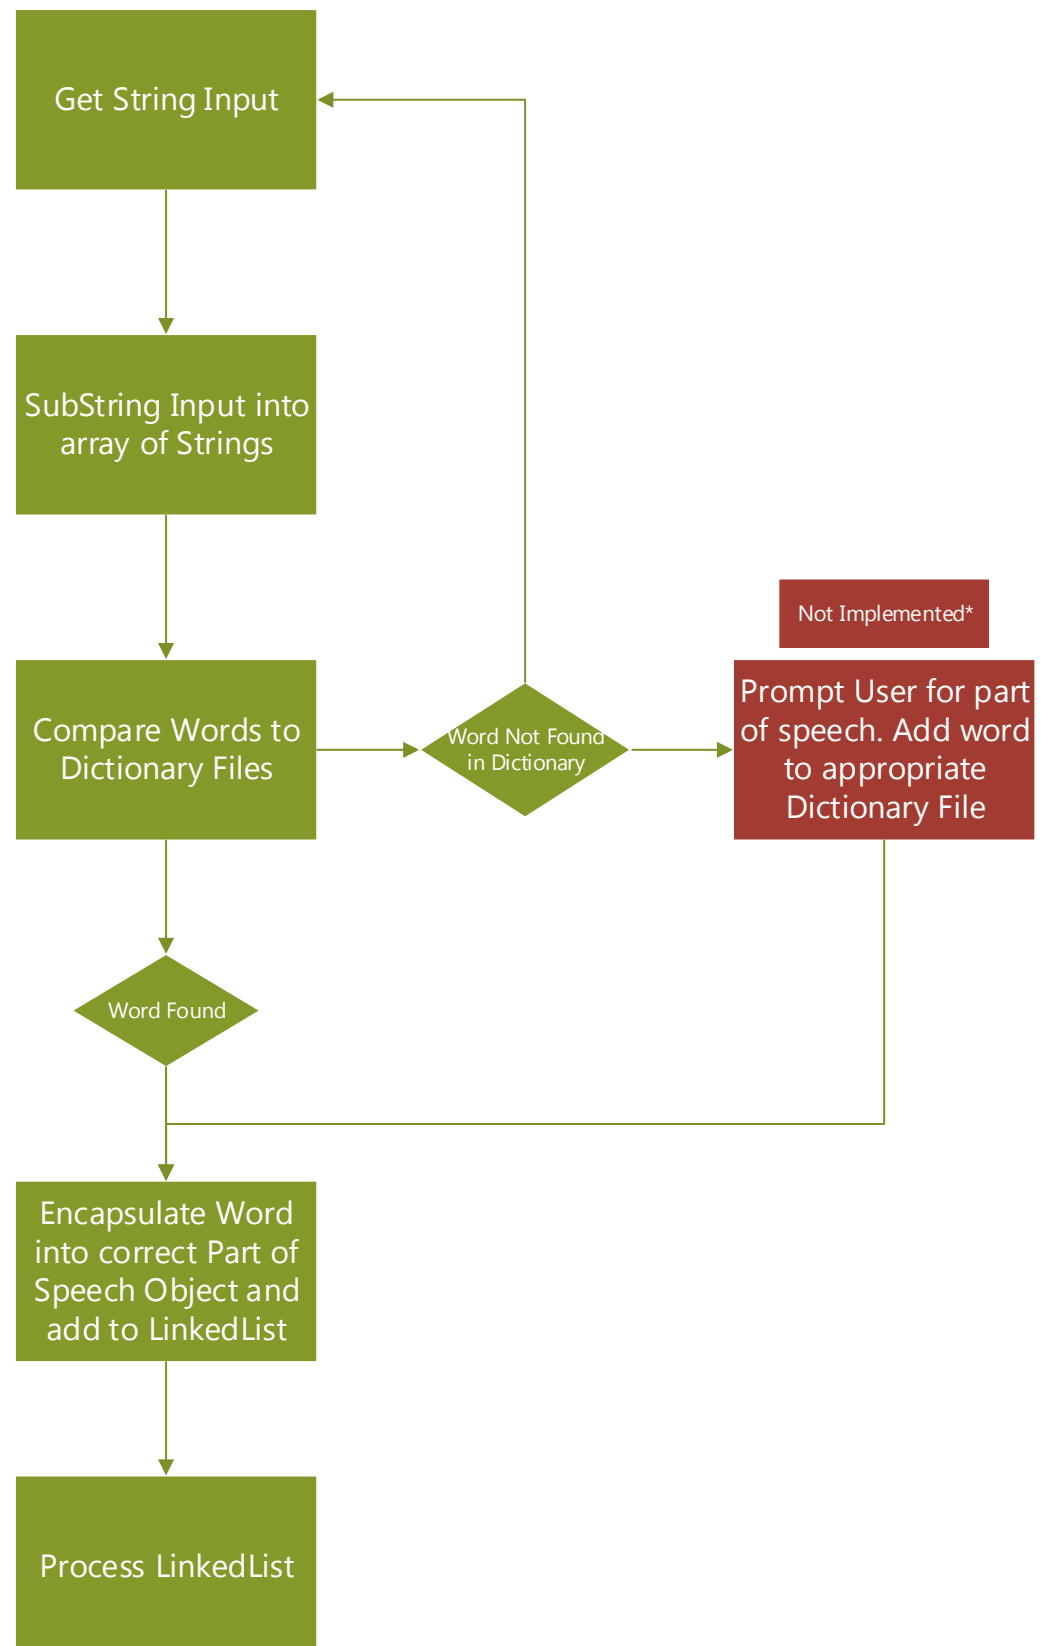 Get String Input
SubString Input into
array of Strings
Not Implemented*
Compare Words to
Dictionary Files
Word Not Found
in Dictionary
Prompt User for part
of speech. Add word
to appropriate
Dictionary File
Word Found
Encapsulate Word
into correct Part of
Speech Object and
add to LinkedList
Process LinkedList